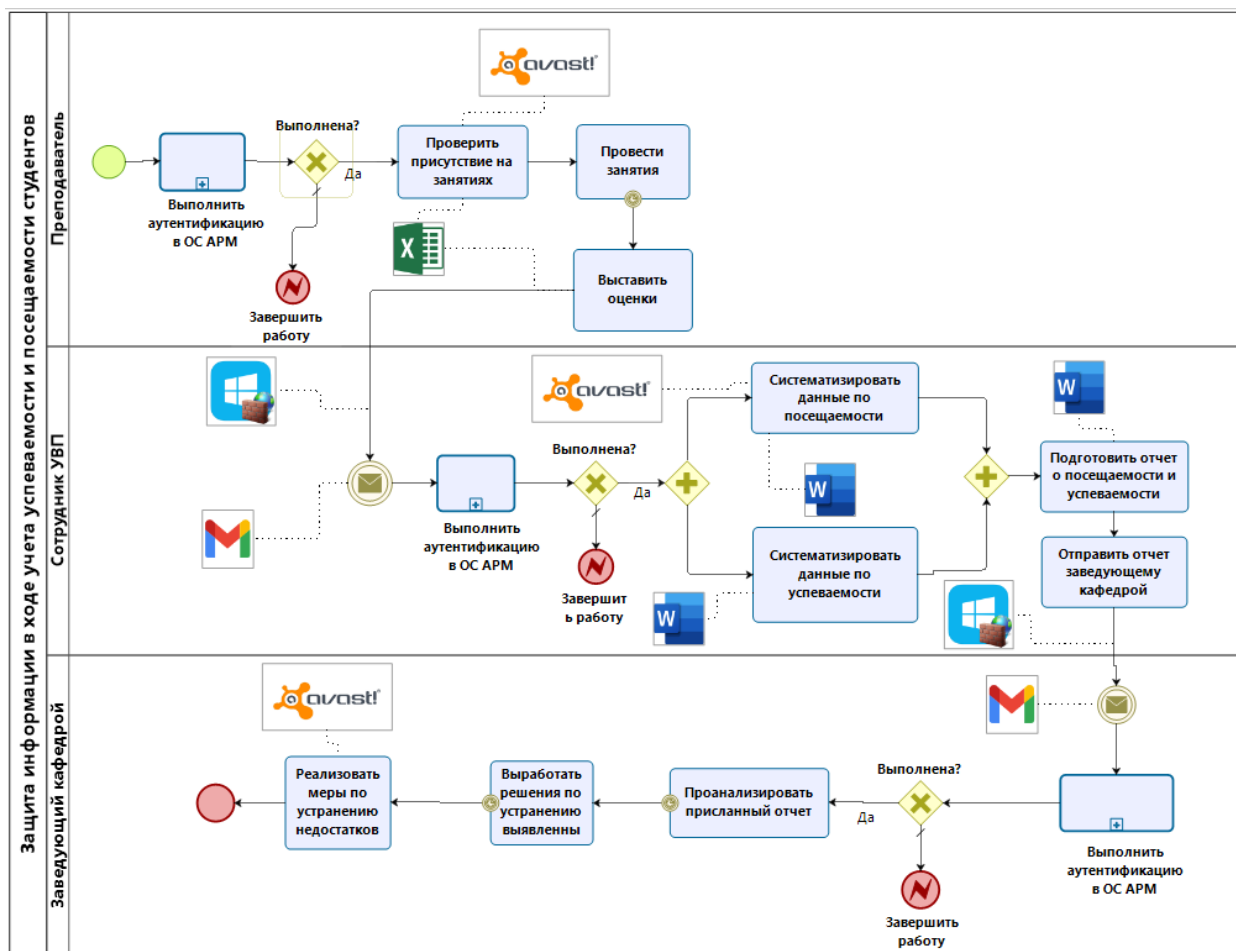 Защита информации в ходе учета успеваемости и посещаемости студентов
Преподаватель
avast!
Выполнена?
Проверить
присутствие на
занятиях
Провести
занятия
Да
Выполнить
аутентификацию
в ОС АРМ
X
Выставить
оценки
Завершить
работу
Сотрудник УВП
avast!
Систематизировать
данные по
посещаемости
W
Выполнена?
Подготовить отчет
о посещаемости и
успеваемости
Да
W
Выполнить
аутентификацию
в ОС АРМ
Систематизировать
данные по
успеваемости
Отправить отчет
заведующему
кафедрой
Завершит
ь работу
W
Заведующий кафедрой
avast!
Реализовать
меры по
устранению
недостатков
Выработать
решения по
устранению
выявленны
Проанализировать
присланный отчет
Выполнена?
Да
Выполнить
аутентификацию
в ОС АРМ
Завершить
работу